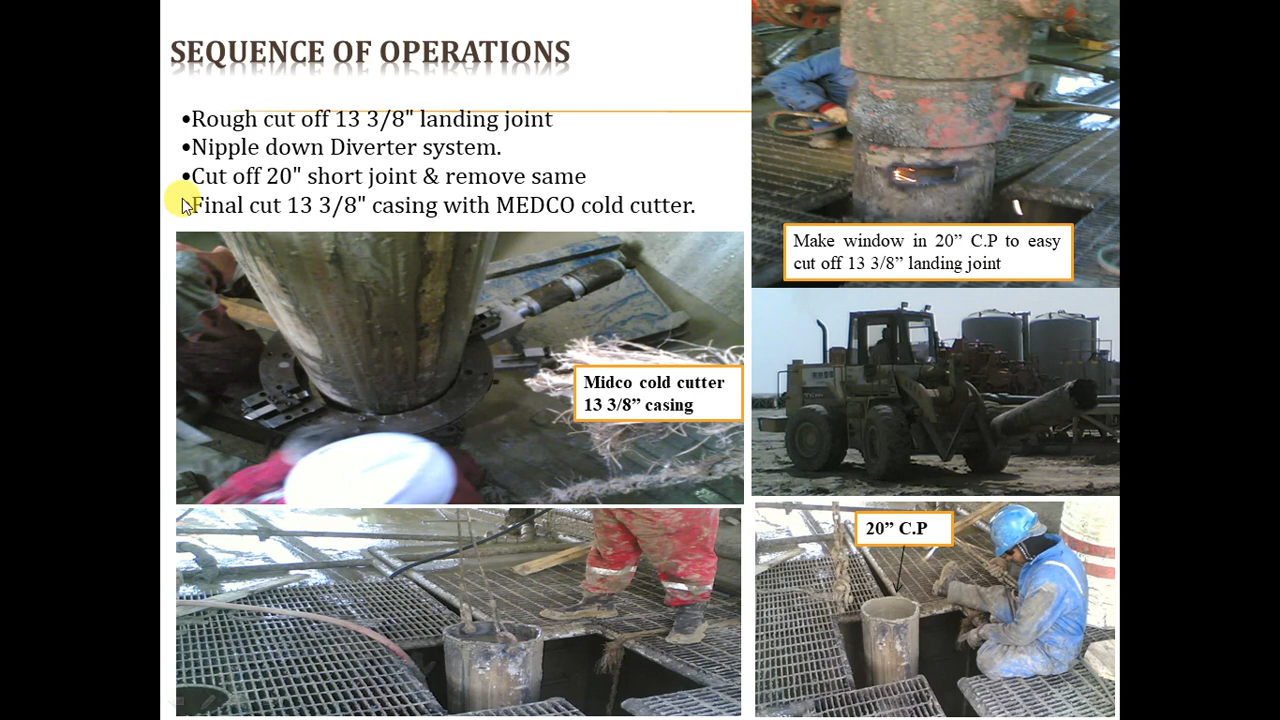 SEQUENCE OF OPERATIONS
•Rough cut off 13 3/8" landing joint
•Nipple down Diverter system.
•Cut off 20" short joint & remove same
•Final cut 13 3/8" casing with MEDCO cold cutter.
Make window in 20” C.P to easy
cut off 13 3/8” landing joint
Midco cold cutter
13 3/8” casing
20” C.P